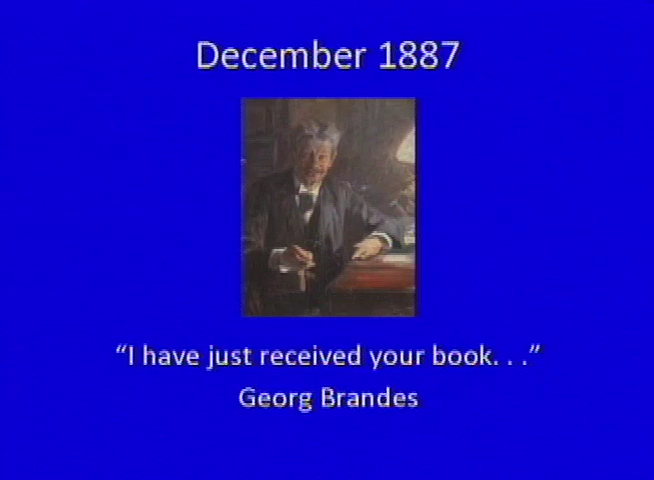 December 1887
“I have just received your book. . .”
Georg Brandes